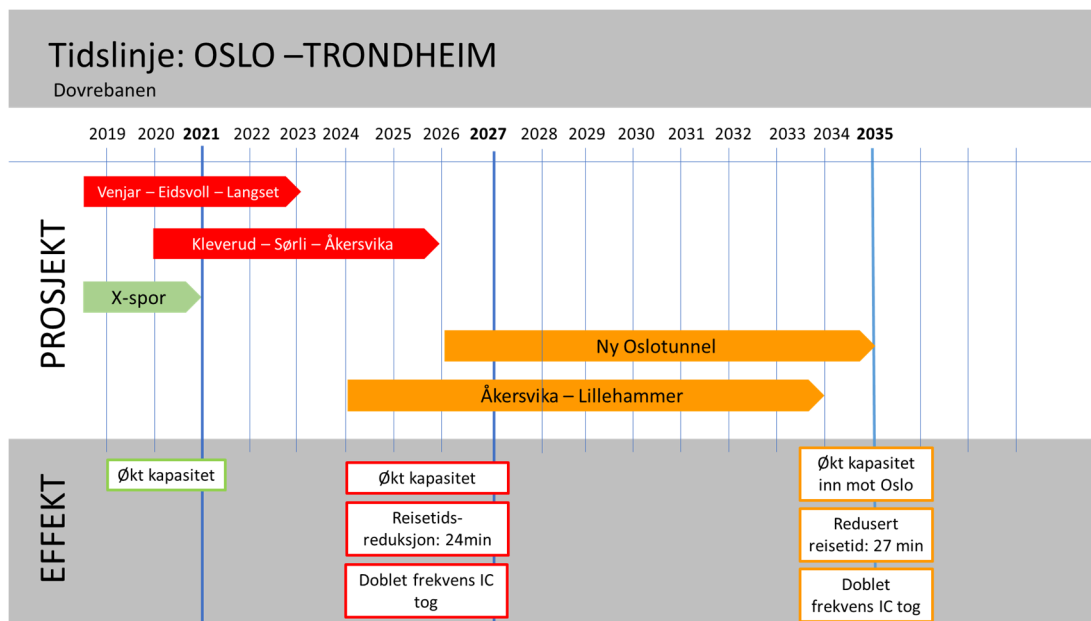 Tidslinje: OSLO –TRONDHEIM
Dovrebanen
2019 2020 2021 2022 2023 2024 2025 2026 2027 2028 2029 2030 2031 2032 2033 2034 2035
PROSJEKT
Venjar – Eidsvoll – Langset
Kleverud – Sørli – Åkersvika
X-spor
Ny Oslotunnel
Åkersvika – Lillehammer
EFFEKT
Økt kapasitet
Økt kapasitet
Reisetids-
reduksjon: 24min
Doblet frekvens IC
tog
Økt kapasitet
inn mot Oslo
Redusert
reisetid: 27 min
Doblet
frekvens IC tog